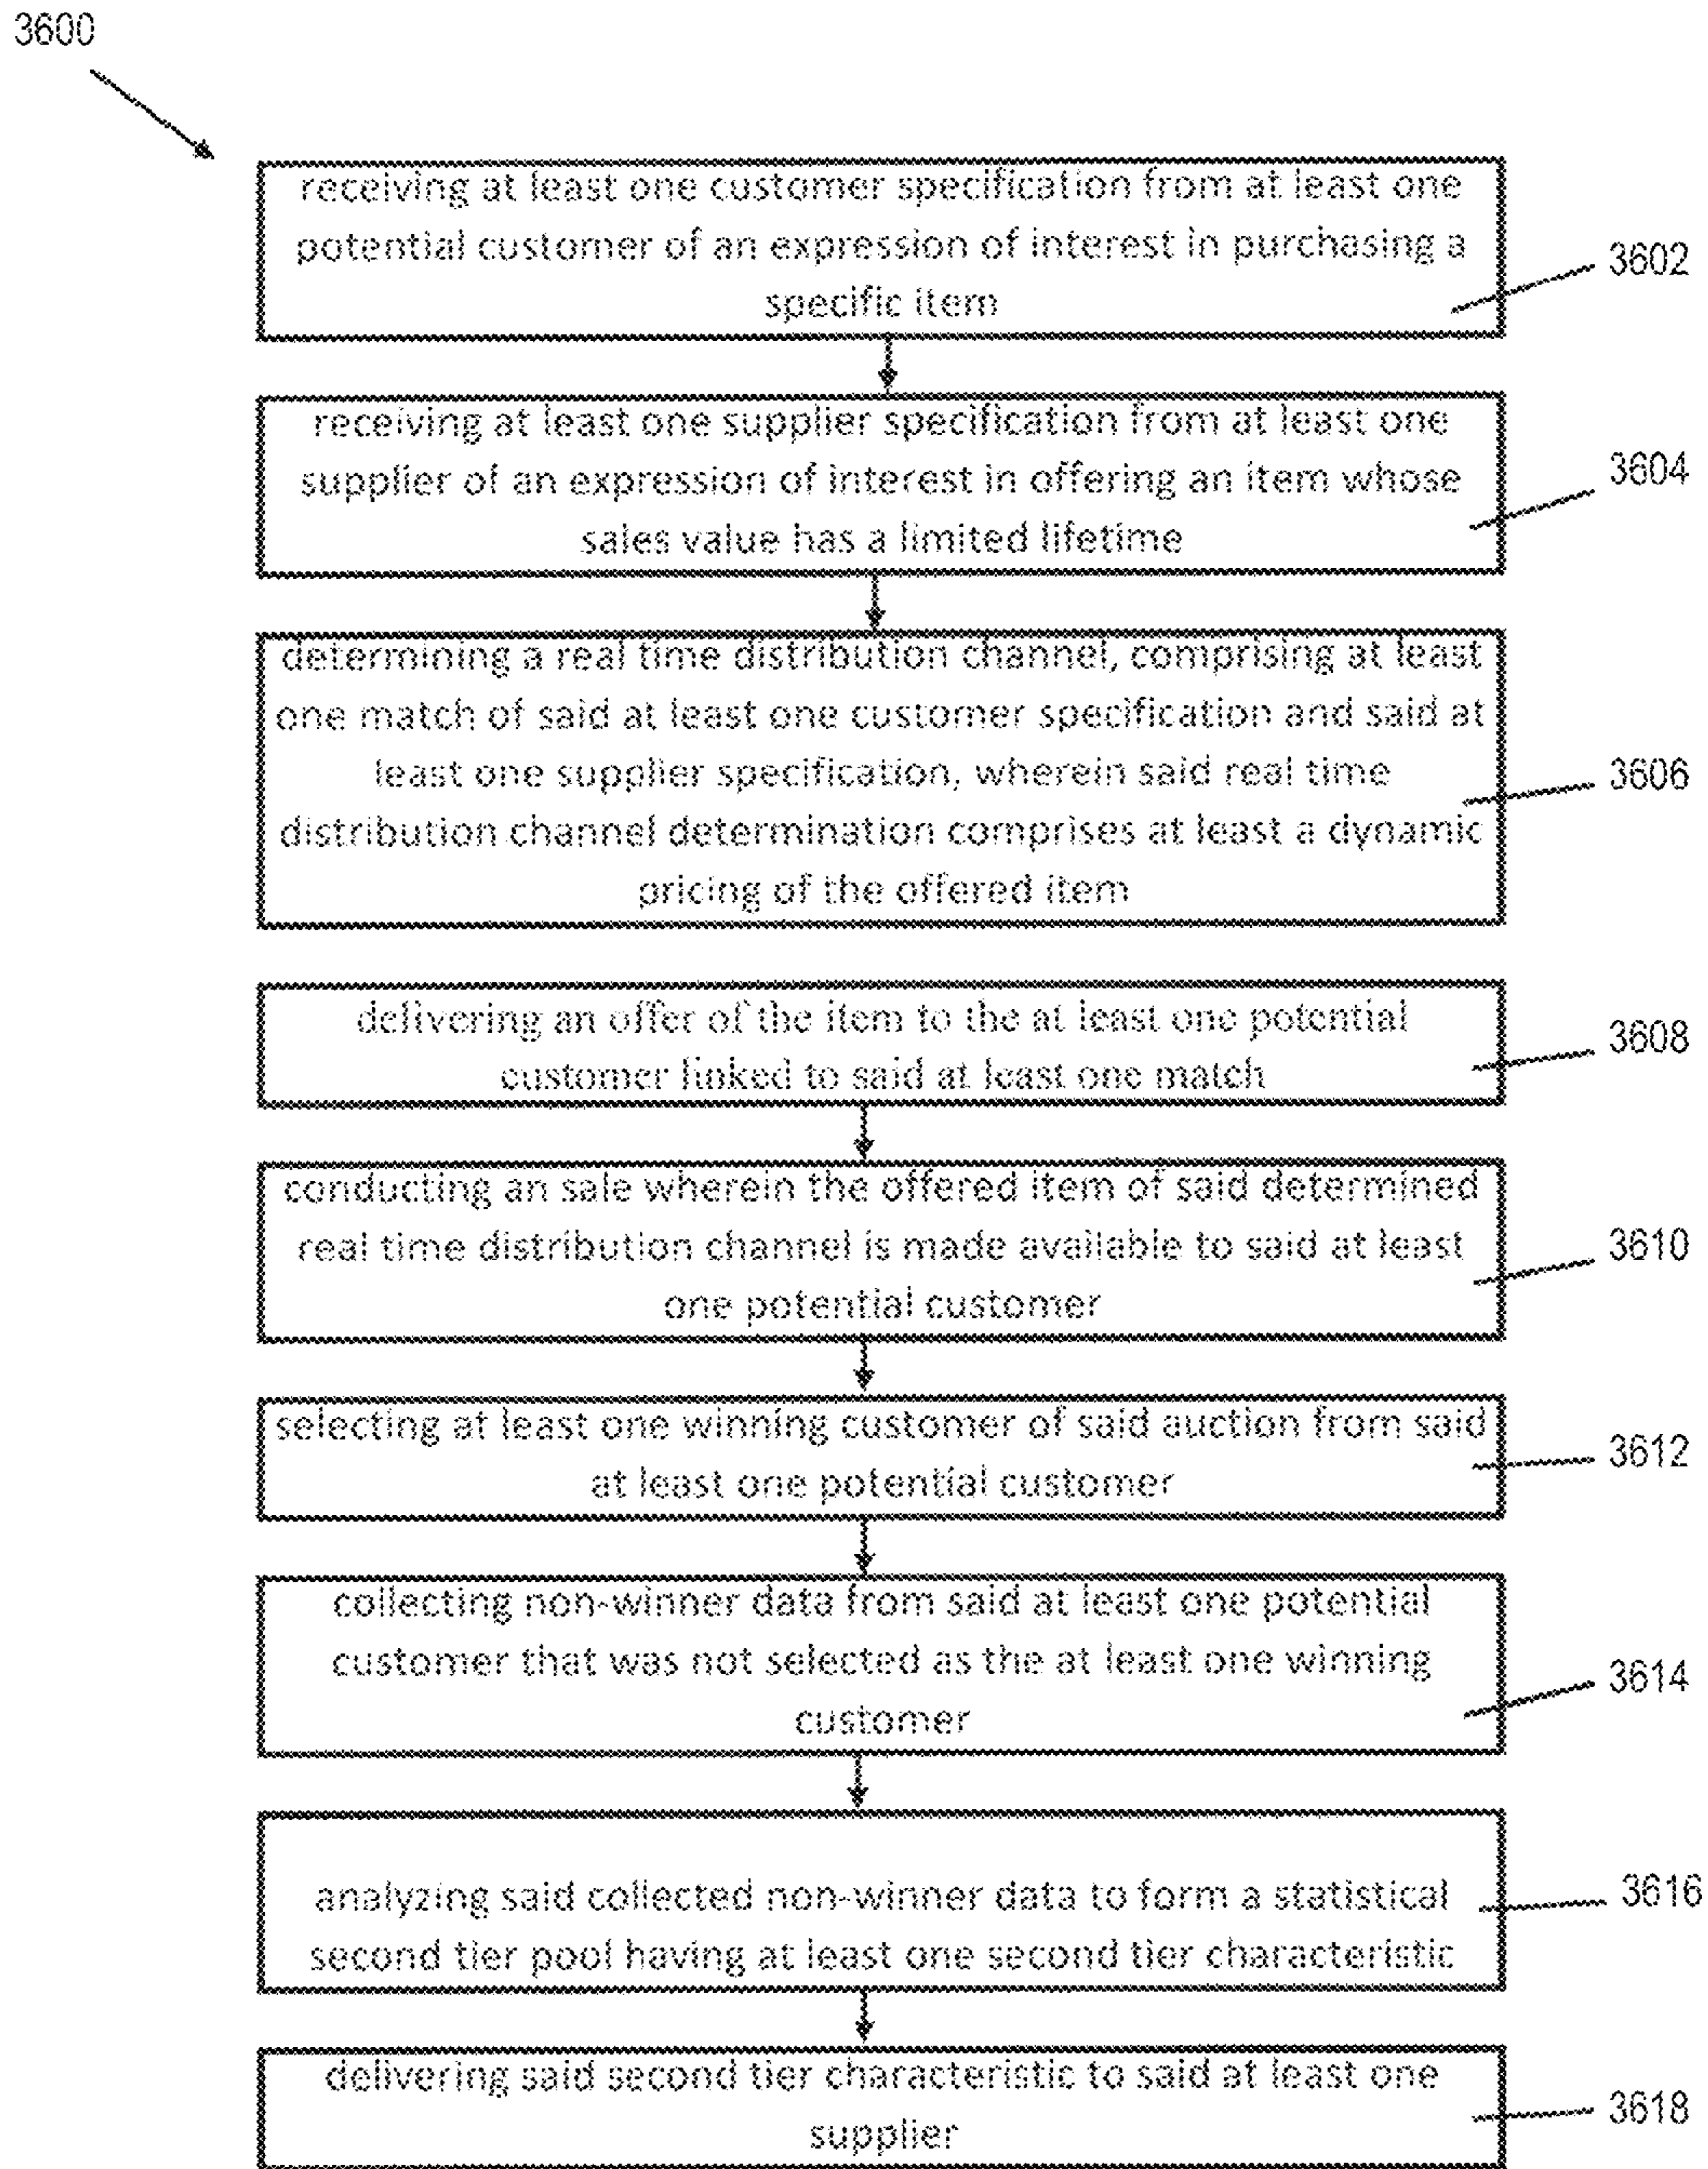 3600
receiving at least one customer specification from at least one
potential customer of an expression of interest in purchasing a
specific item
3602
receiving at least one supplier specification from at least one
supplier of an expression of interest in offering an item whose
sales value has a limited lifetime
3604
determining a real time distribution channel, comprising at least
one match of said at least one customer specification and said at
least one supplier specification, wherein said real time
distribution channel determination comprises at least a dynamic
pricing of the offered item
3606
delivering an offer of the item to the at least one potential
customer linked to said at least one match
3608
conducting an sale wherein the offered item of said determined
real time distribution channel is made available to said at least
one potential customer
3610
selecting at least one winning customer of said auction from said
at least one potential customer
3612
collecting non-winner data from said at least one potential
customer that was not selected as the at least one winning
customer
3614
analyzing said collected non-winner data to form a statistical
second tier pool having at least one second tier characteristic
3616
delivering said second tier characteristic to said at least one
supplier
3618